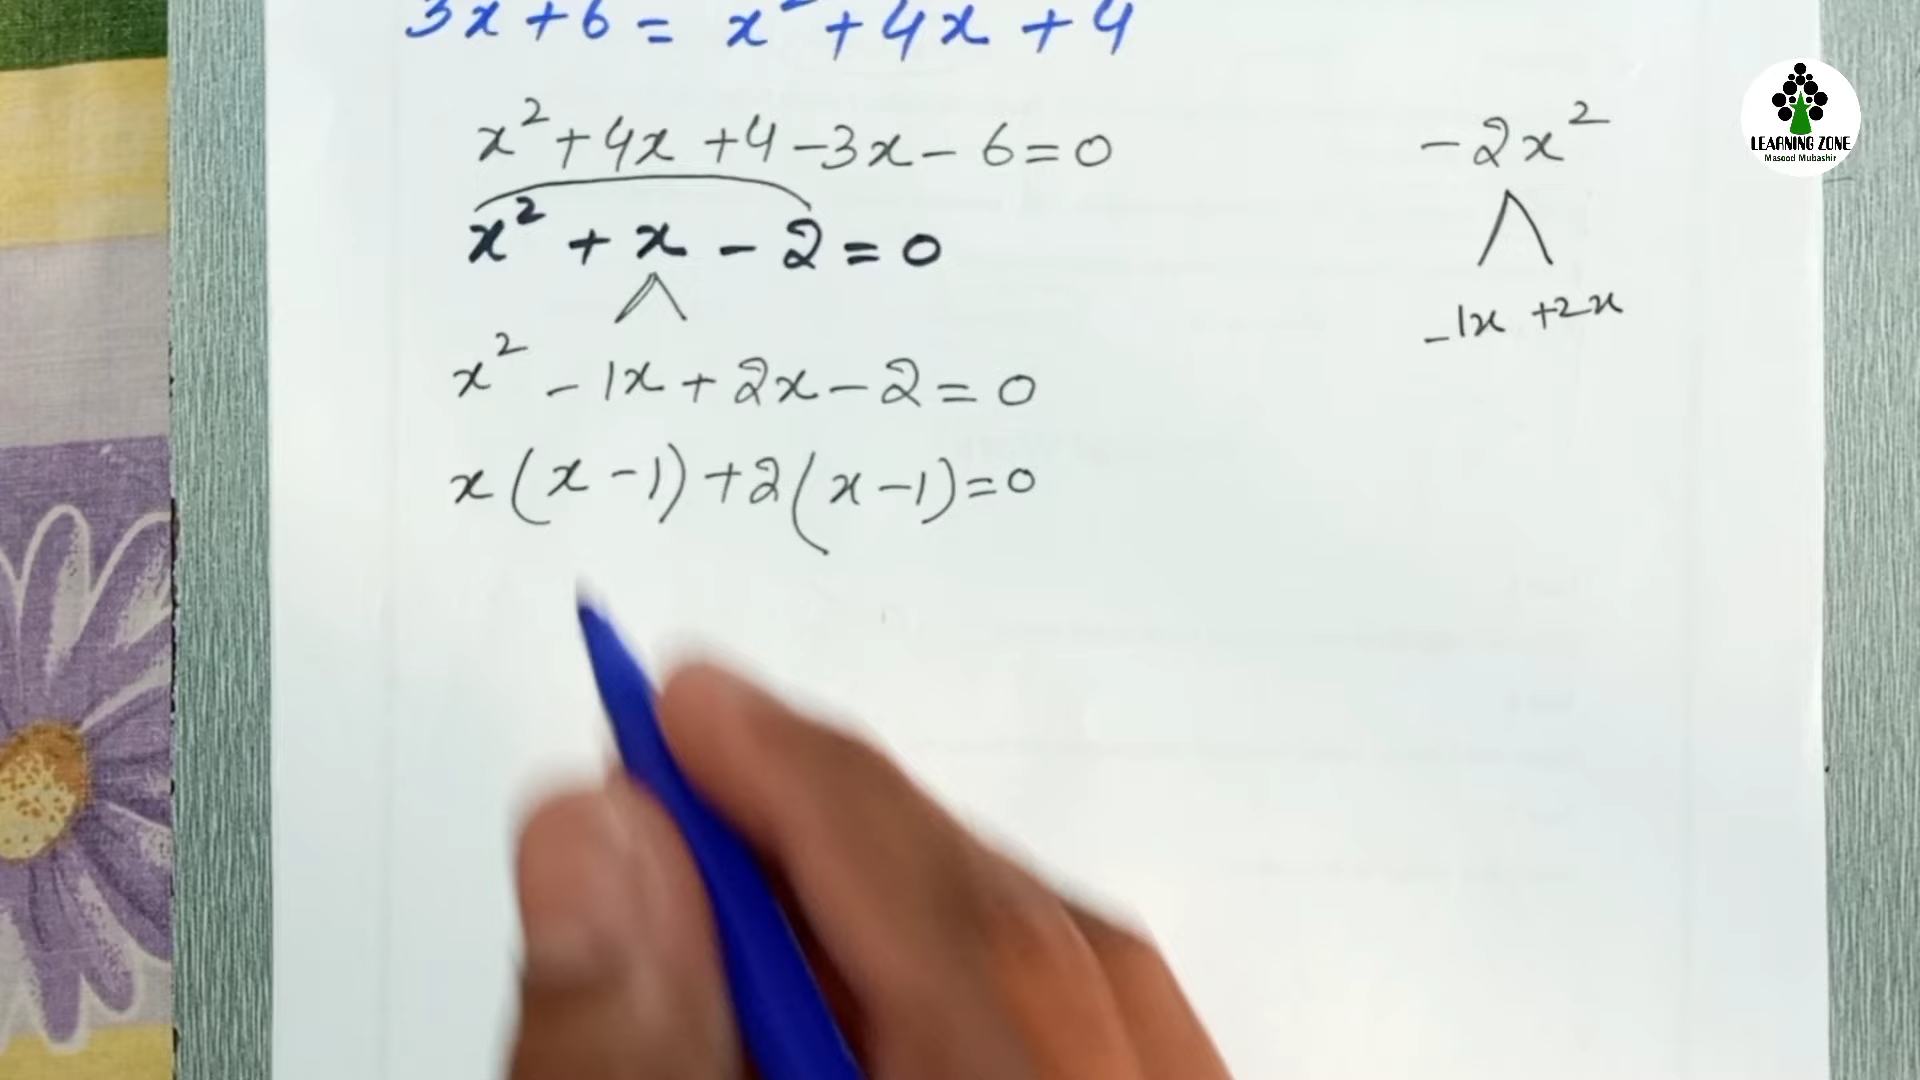 3x + 6 = x² + 4x + 4
x² + 4x + 4 - 3x - 6 = 0
x² + x - 2 = 0
x² - 1x + 2x - 2 = 0
x(x - 1) + 2(x - 1) = 0
-2x²
-1x +2x
LEARNING ZONE
Masood Mubashir